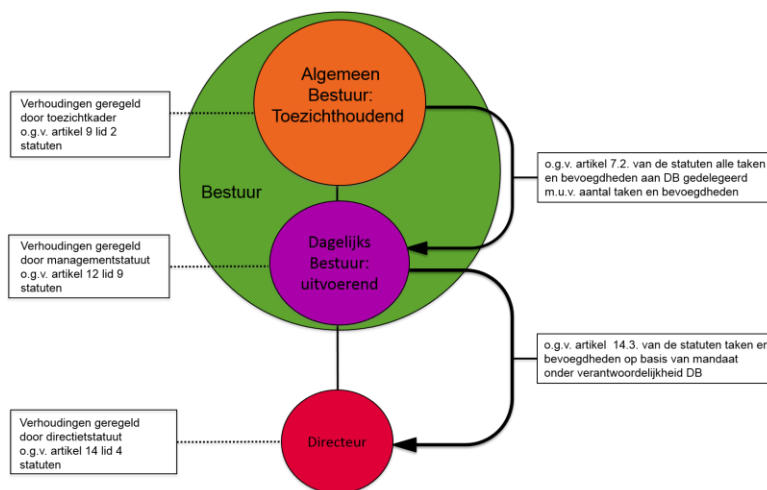 Algemeen
Bestuur:
Toezichthoudend
Verhoudingen geregeld
door toezichtkader
o.g.v. artikel 9 lid 2
statuten
o.g.v. artikel 7.2. van de statuten alle taken
en bevoegdheden aan DB gedelegeerd
m.u.v. aantal taken en bevoegdheden
Bestuur
Dagelijks
Bestuur:
uitvoerend
Verhoudingen geregeld
door managementstatuut
o.g.v. artikel 12 lid 9
statuten
o.g.v. artikel 14.3. van de statuten taken en
bevoegdheden op basis van mandaat
onder verantwoordelijkheid DB
Verhoudingen geregeld
door directietstatuut
o.g.v. artikel 14 lid 4
statuten
Directeur